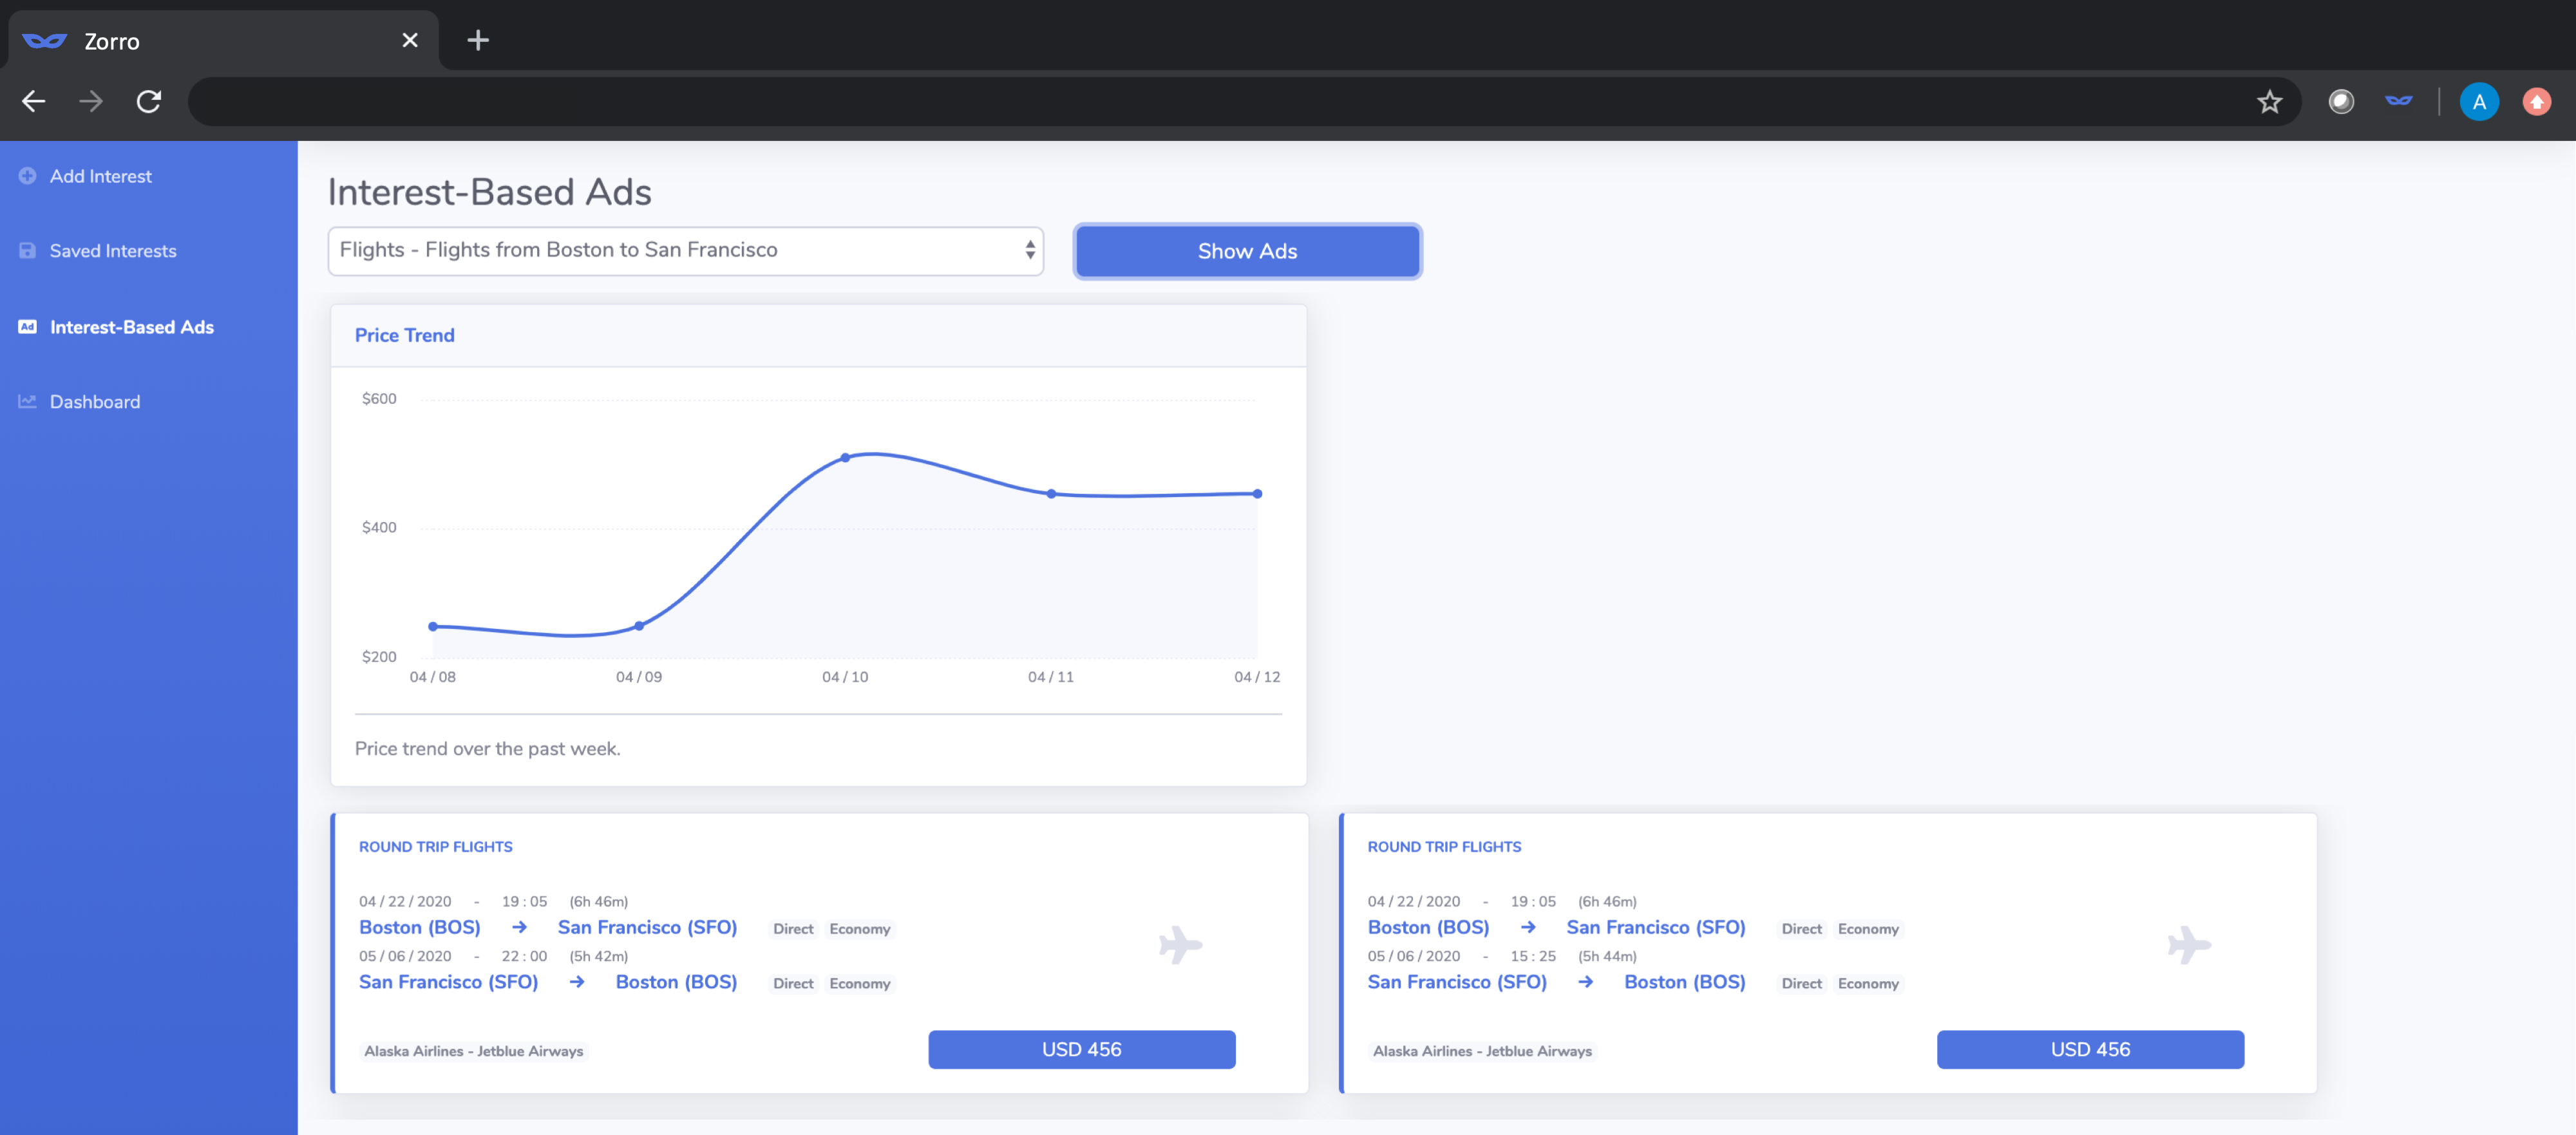 Zorro
A
Add Interest
Saved Interests
Ad Interest-Based Ads
Dashboard
Interest-Based Ads
Flights - Flights from Boston to San Francisco
Show Ads
Price Trend
$600
$400
$200
04 / 08 04 / 09 04 / 10 04 / 11 04 / 12
Price trend over the past week.
ROUND TRIP FLIGHTS
04 / 22 / 2020 - 19 : 05 (6h 46m)
Boston (BOS) → San Francisco (SFO) Direct Economy
05 / 06 / 2020 - 22 : 00 (5h 42m)
San Francisco (SFO) → Boston (BOS) Direct Economy
Alaska Airlines - Jetblue Airways
USD 456
ROUND TRIP FLIGHTS
04 / 22 / 2020 - 19 : 05 (6h 46m)
Boston (BOS) → San Francisco (SFO) Direct Economy
05 / 06 / 2020 - 15 : 25 (5h 44m)
San Francisco (SFO) → Boston (BOS) Direct Economy
Alaska Airlines - Jetblue Airways
USD 456